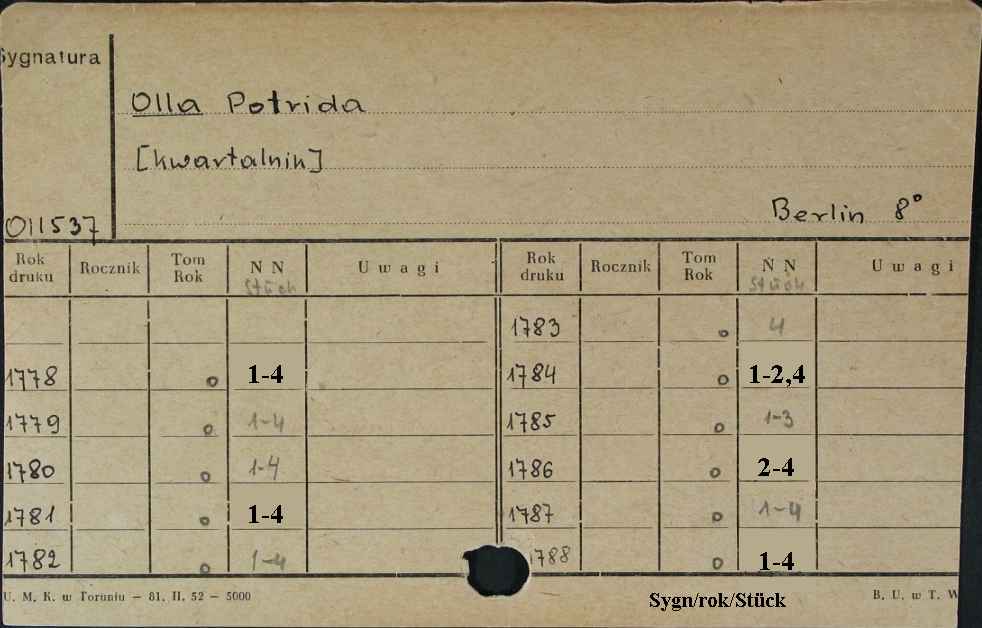 Sygnatura
Olla Potrida
[kwartalnik]
Berlin 8°
011537
Rok druku Rocznik Tom Rok N N Uwagi Rok druku Rocznik Tom Rok N N Uwagi
Stück Stück
1783 o 4
1778 o 1-4 1784 o 1-2,4
1779 o 1-4 1785 o 1-3
1780 o 1-4 1786 o 2-4
1781 o 1-4 1787 o 1-4
1782 o 1-4 1788 o 1-4
U. M. K. w Toruniu — 81. II. 52 — 5000 Sygn/rok/Stück B. U. w T. W